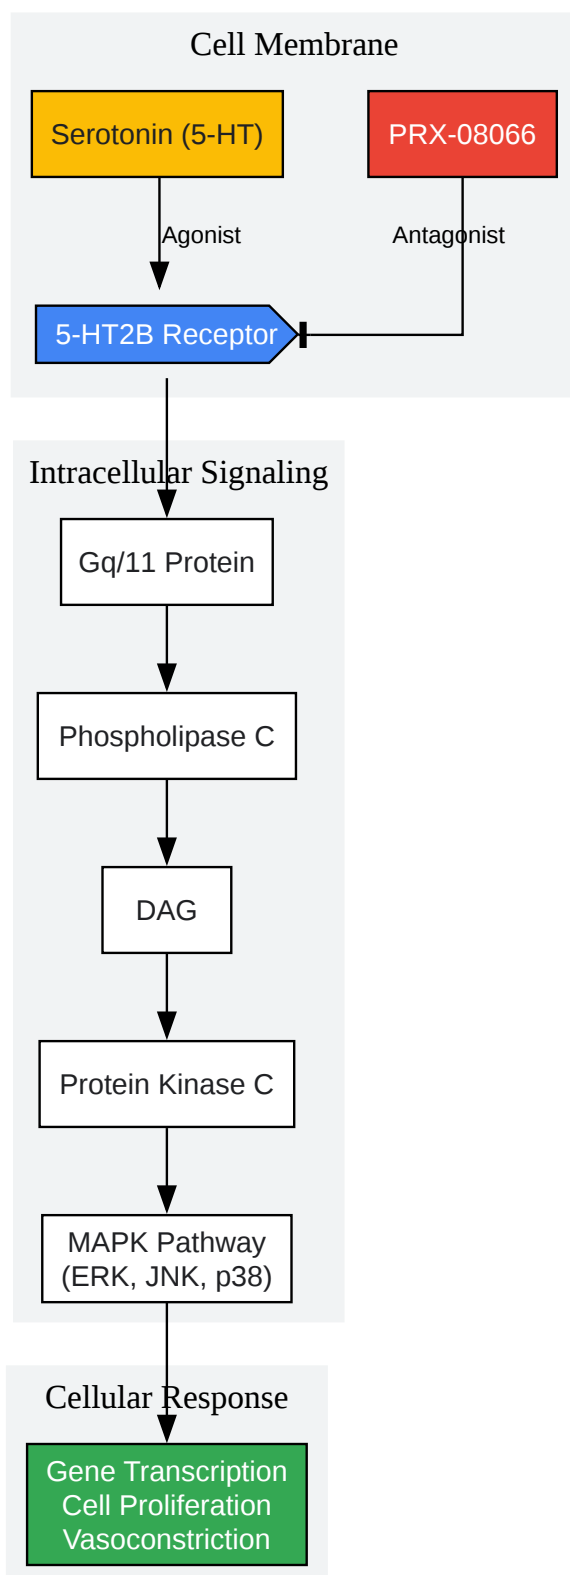 Cell Membrane
Serotonin (5-HT)
PRX-08066
Agonist
Antagonist
5-HT2B Receptor
Intracellular Signaling
Gq/11 Protein
Phospholipase C
DAG
Protein Kinase C
MAPK Pathway
(ERK, JNK, p38)
Cellular Response
Gene Transcription
Cell Proliferation
Vasoconstriction